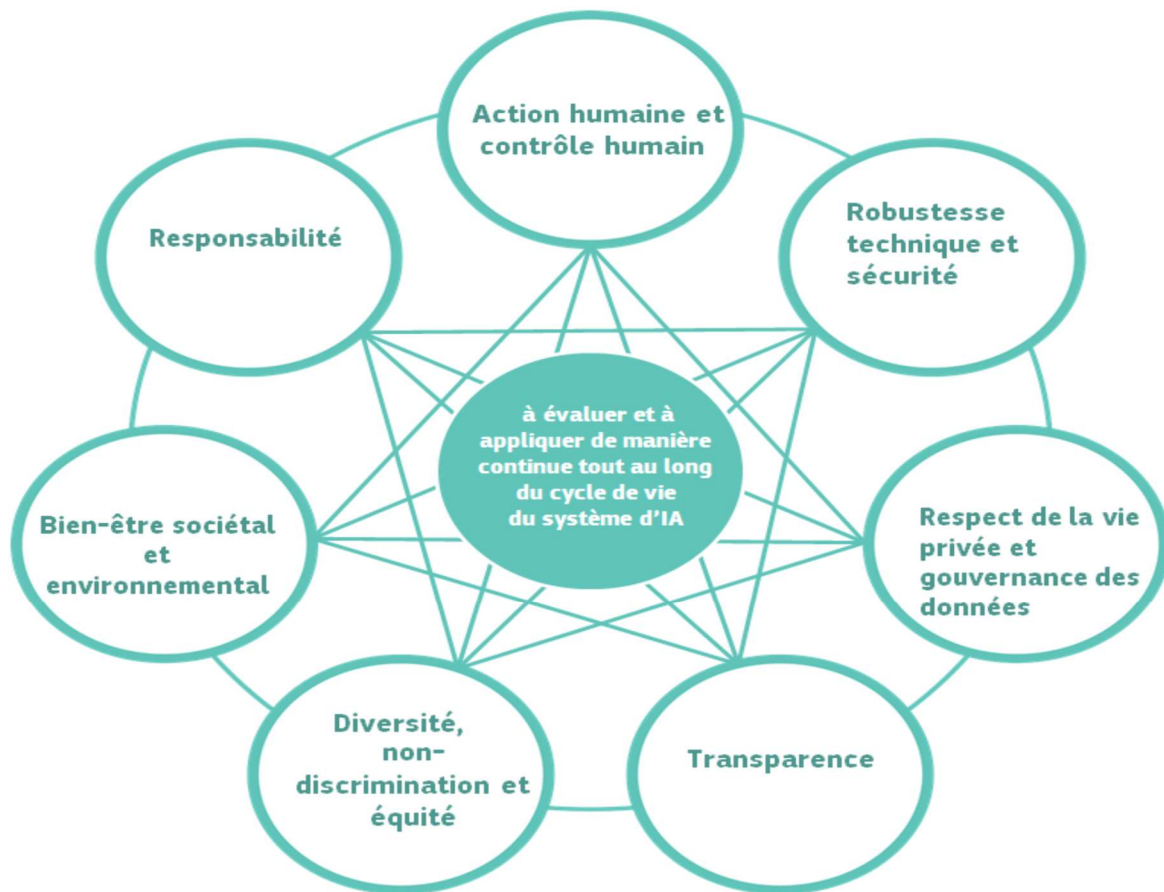 Action humaine et
contrôle humain
Robustesse
technique et
sécurité
Respect de la vie
privée et
gouvernance des
données
Transparence
Diversité,
non-
discrimination et
équité
Bien-être sociétal
et
environnemental
Responsabilité
à évaluer et à
appliquer de manière
continue tout au long
du cycle de vie
du système d'IA